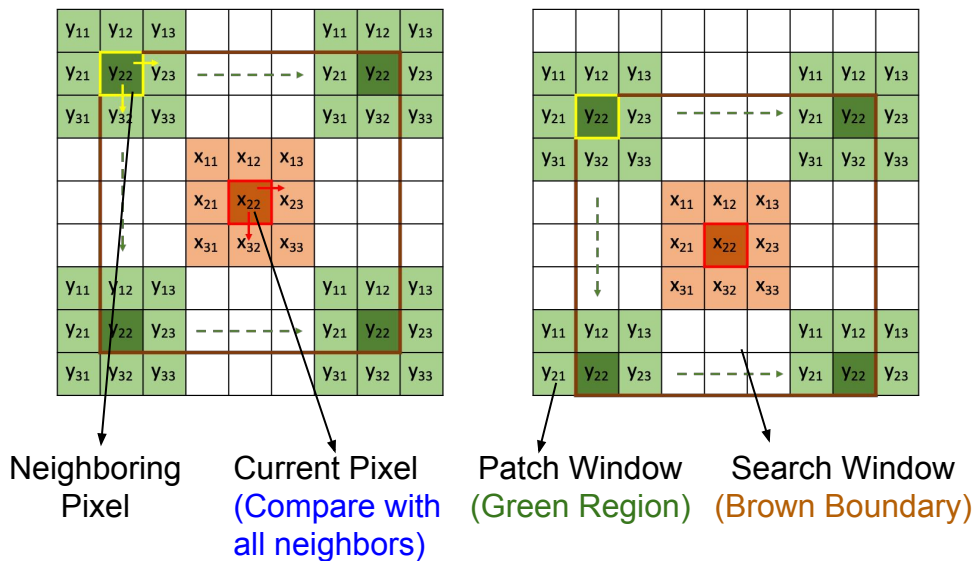 y11 y12 y13 y11 y12 y13
y21 y22 y23 y21 y22 y23
y31 y32 y33 y31 y32 y33
x11 x12 x13
x21 x22 x23
x31 x32 x33
y11 y12 y13 y11 y12 y13
y21 y22 y23 y21 y22 y23
y31 y32 y33 y31 y32 y33
y11 y12 y13 y11 y12 y13
y21 y22 y23 y21 y22 y23
y31 y32 y33 y31 y32 y33
x11 x12 x13
x21 x22 x23
x31 x32 x33
y11 y12 y13 y11 y12 y13
y21 y22 y23 y21 y22 y23
Neighboring
Pixel
Current Pixel
(Compare with
all neighbors)
Patch Window
(Green Region)
Search Window
(Brown Boundary)